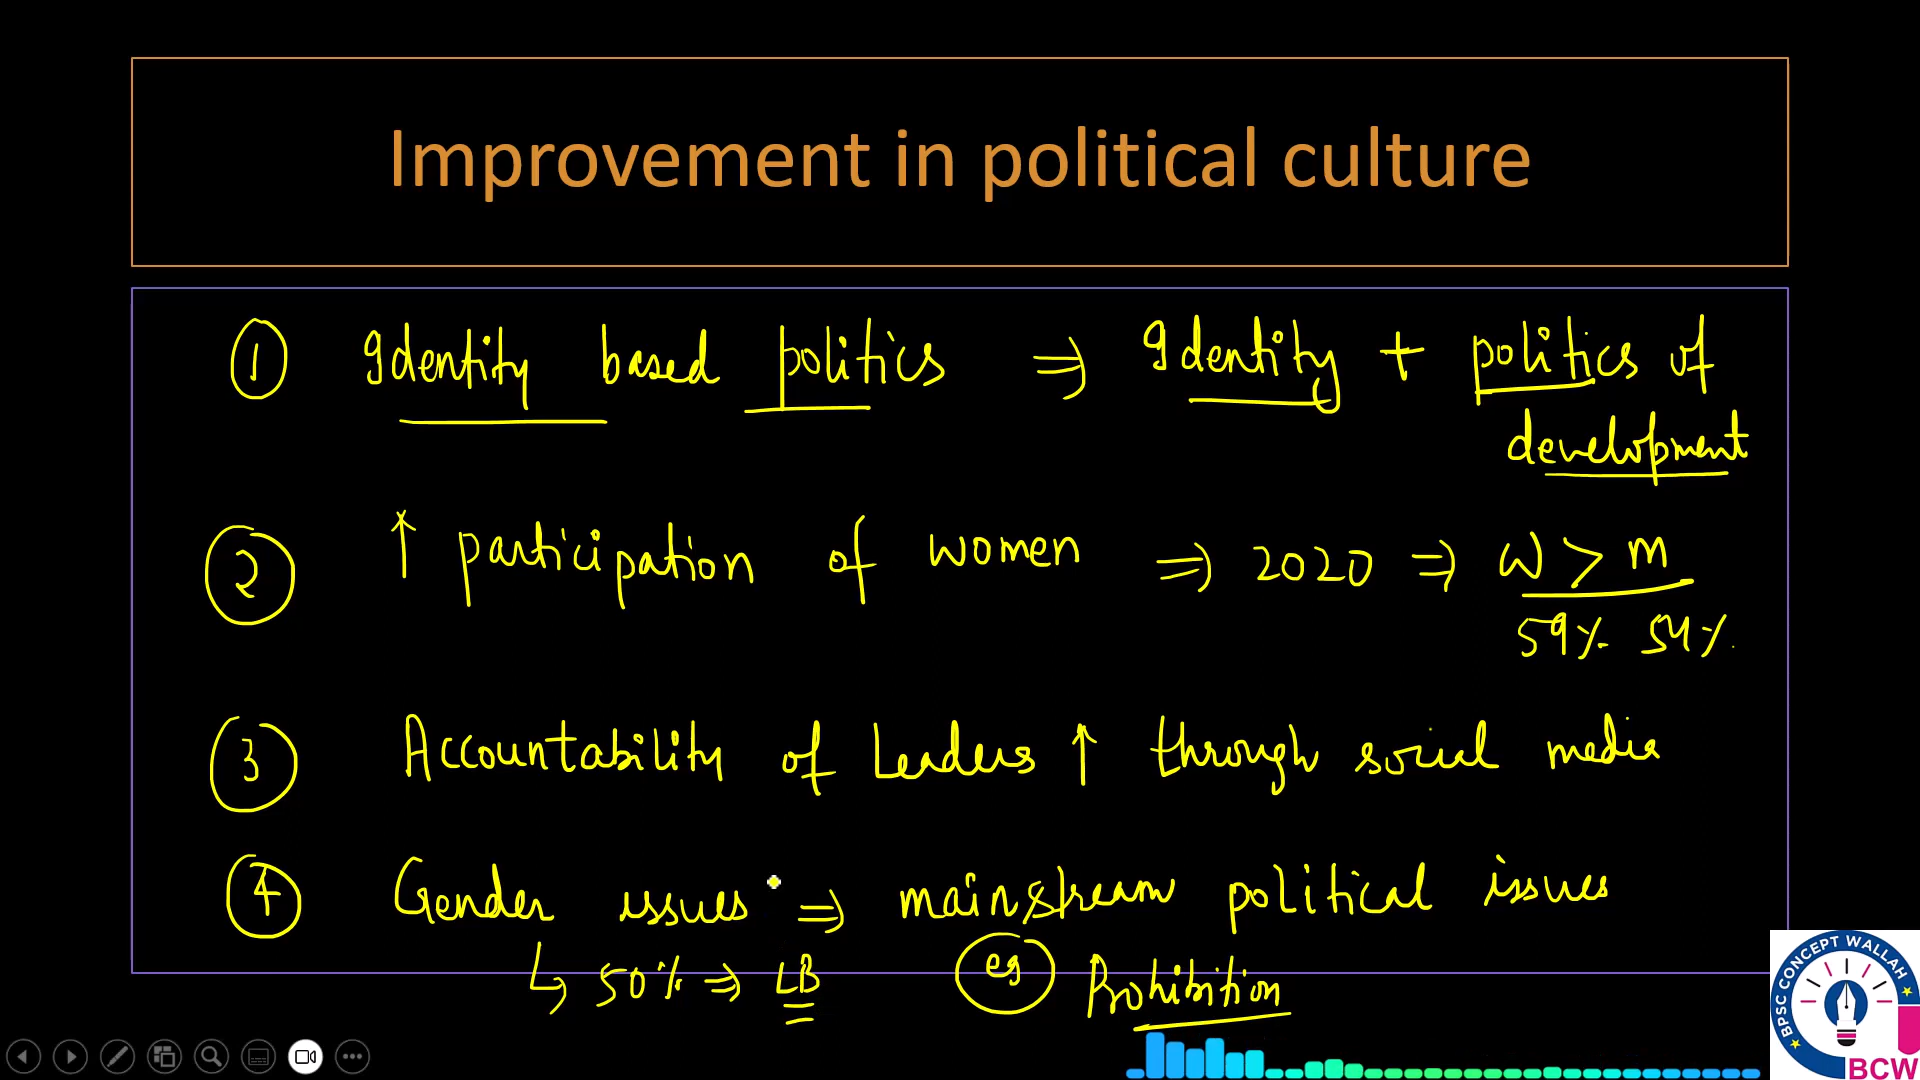 Improvement in political culture
① Identity based politics ⇒ Identity + politics of
development
② ↑ participation of women ⇒ 2020 ⇒ W > M
59% 54%
③ Accountability of Leaders ↑ through social media
④ Gender issues ⇒ mainstream political issues
↳ 50% ⇒ LB eg Prohibition
BPSC CONCEPT WALLAH
BCW